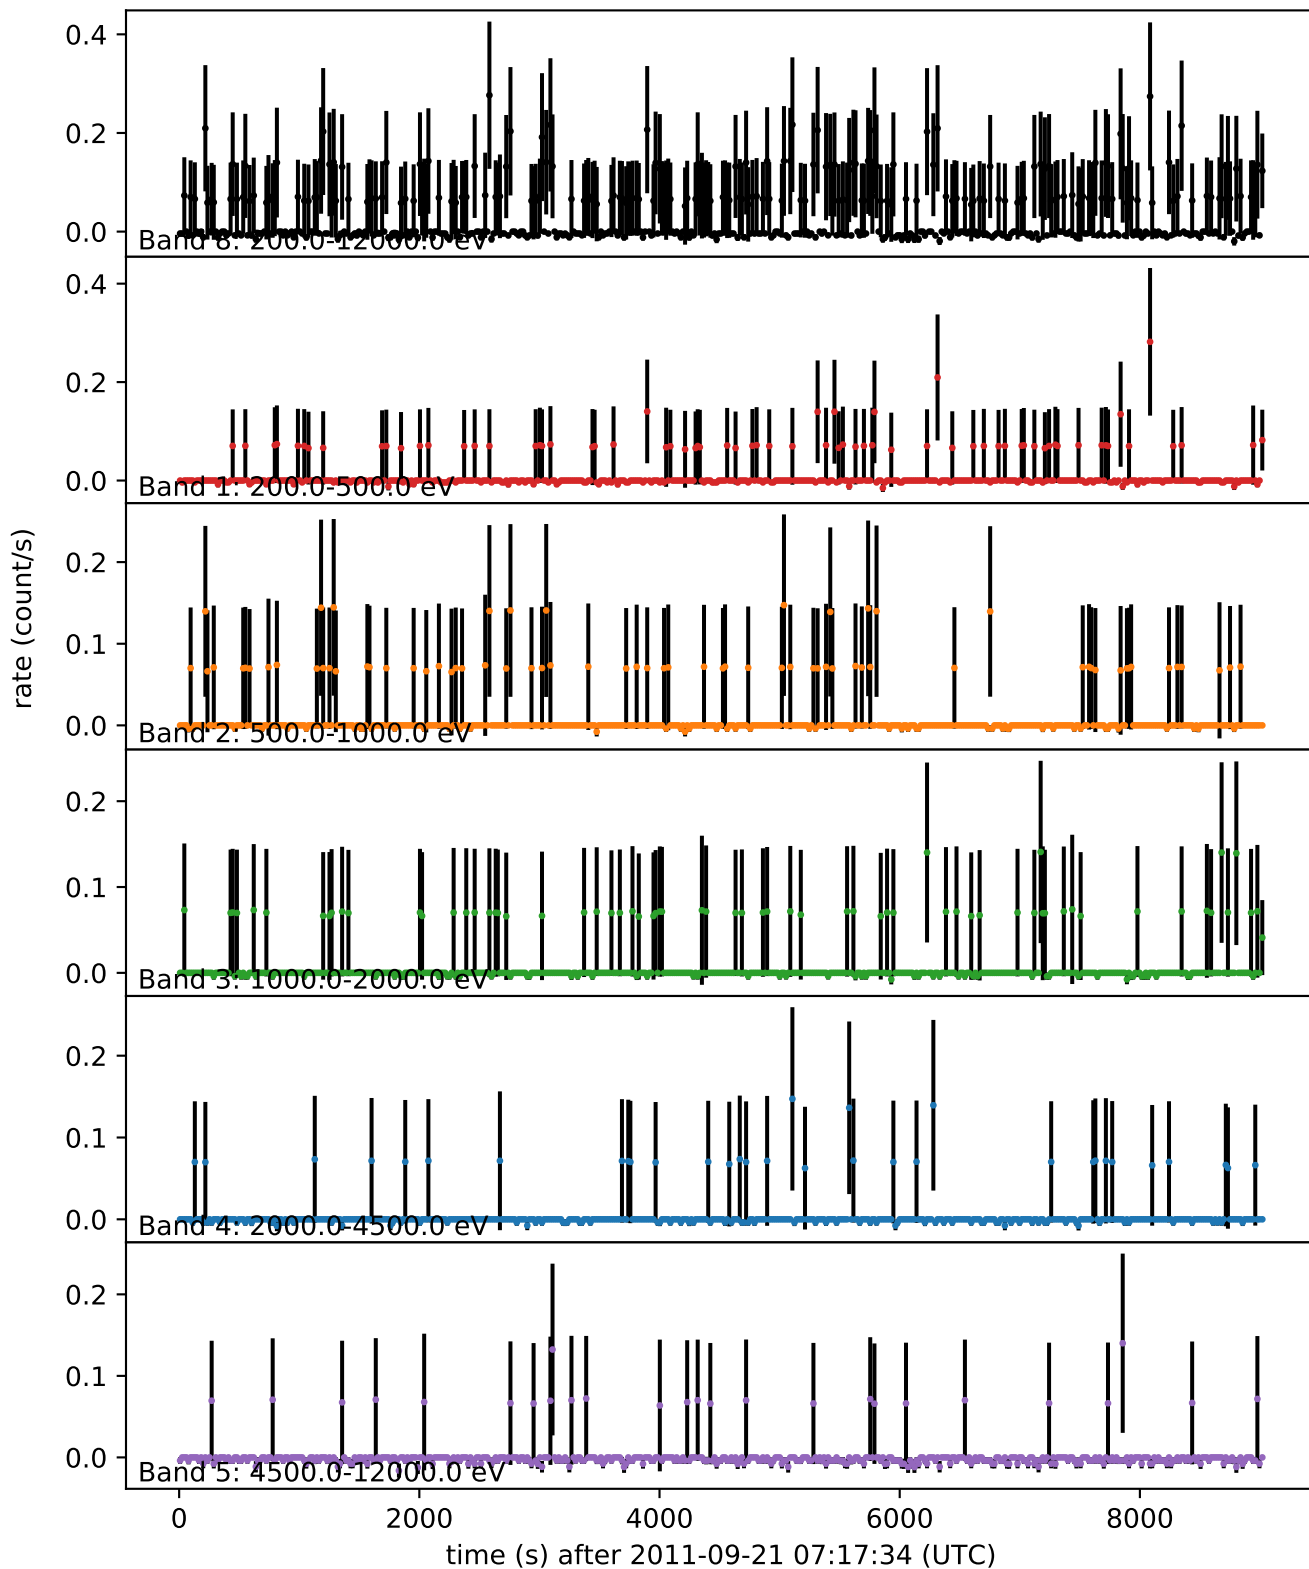 0.4
0.2
0.0
Band 8: 200.0-12000.0 eV
0.4
0.2
0.0
Band 1: 200.0-500.0 eV
rate (count/s)
0.2
0.1
0.0
Band 2: 500.0-1000.0 eV
0.2
0.1
0.0
Band 3: 1000.0-2000.0 eV
0.2
0.1
0.0
Band 4: 2000.0-4500.0 eV
0.2
0.1
0.0
Band 5: 4500.0-12000.0 eV
0 2000 4000 6000 8000
time (s) after 2011-09-21 07:17:34 (UTC)